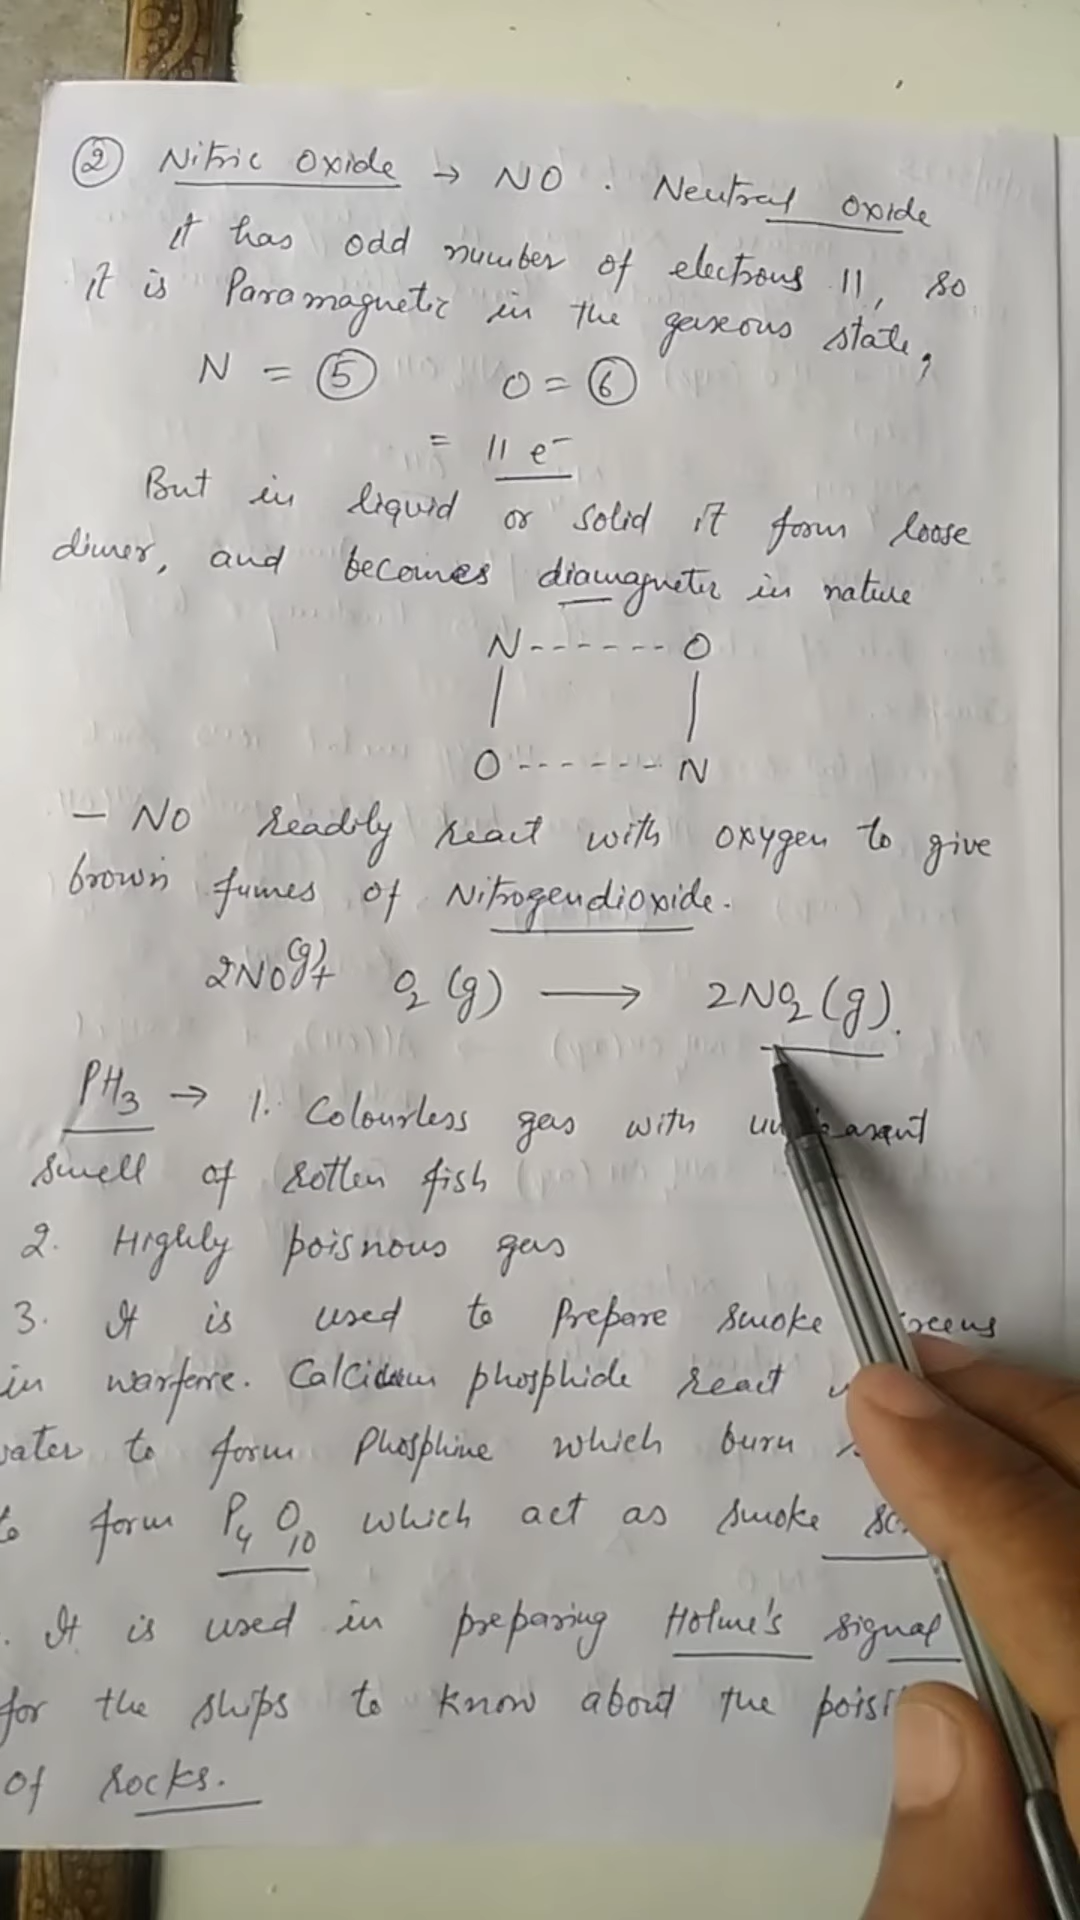 ② Nitric oxide → NO . Neutral oxide
it has odd number of electrons 11, so
it is Paramagnetic in the gaseous state,
N = ⑤ O = ⑥
= 11 e⁻
But in liquid or solid it form loose
dimer, and becomes diamagnetic in nature
N ------ O
| |
O ------ N
- NO readily react with oxygen to give
brown fumes of Nitrogendioxide.
2NO(g) + O₂ (g) ⟶ 2NO₂ (g).
PH₃ → 1. Colourless gas with
smell of rotten fish
2. Highly poisnous gas
3. It is used to Prepare smoke
in warfare. Calcium phosphide react
to form Phosphine which burn
form P₄ O₁₀ which act as smoke
. It is used in preparing Holme's signal
for the ships to know about the
of rocks.